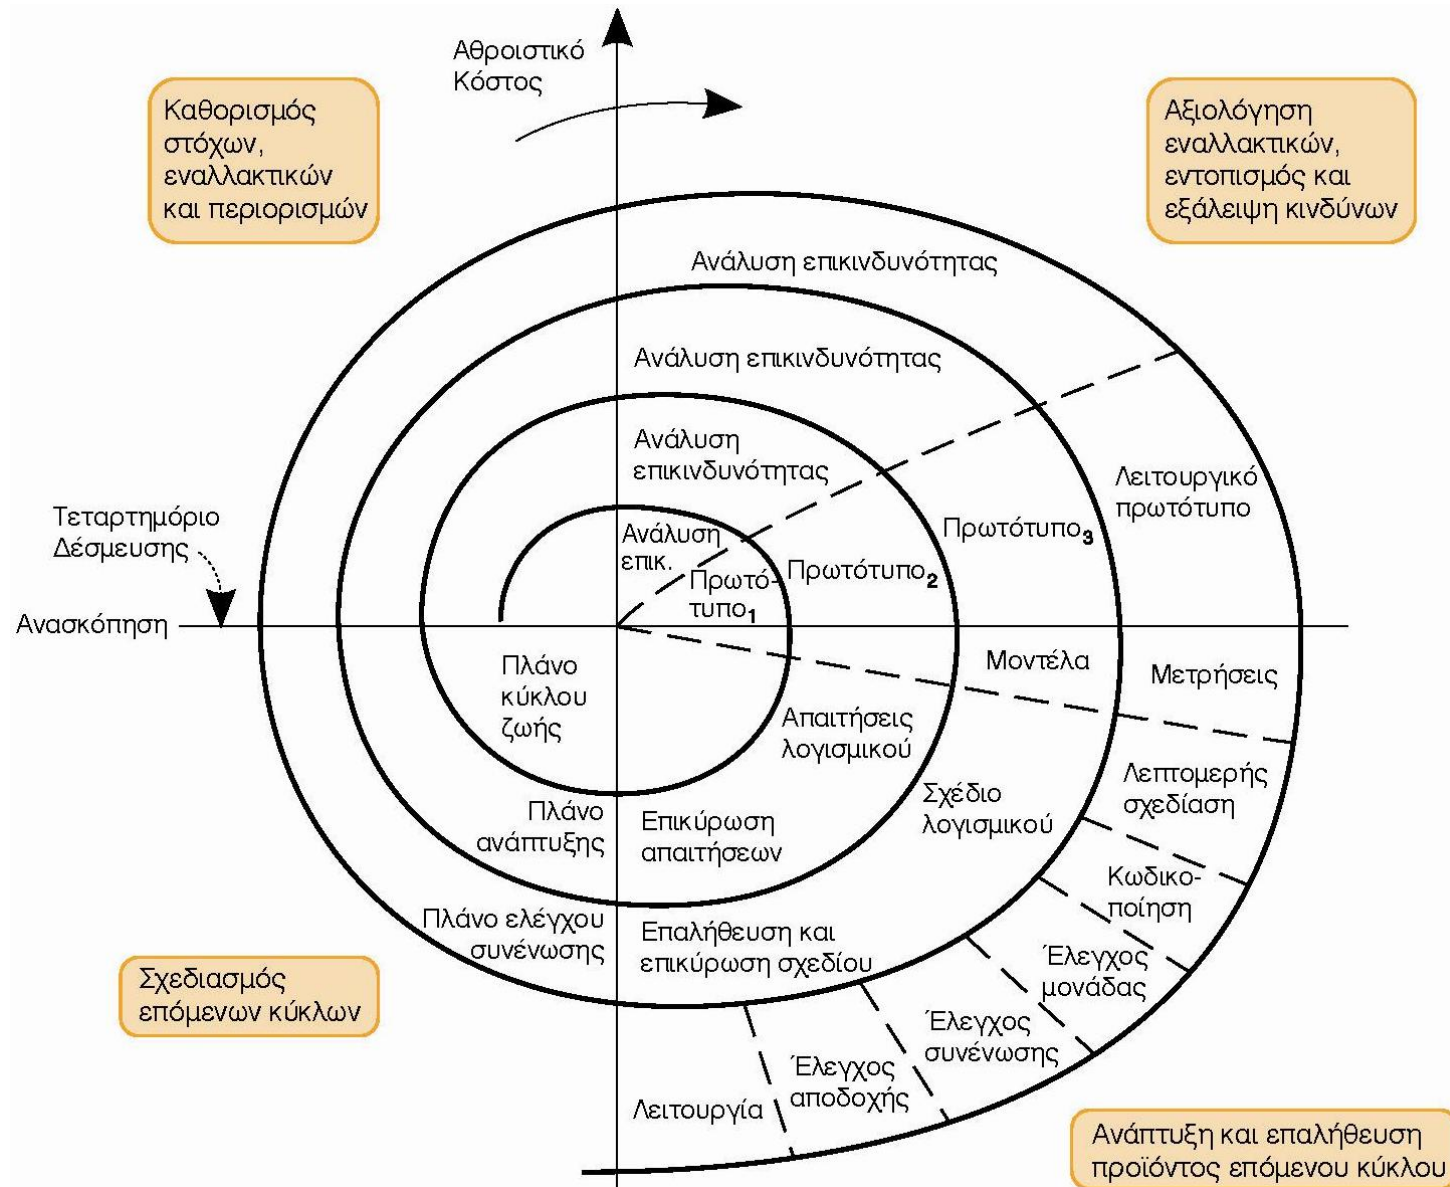 Αθροιστικό
Κόστος
Καθορισμός
στόχων,
εναλλακτικών
και περιορισμών
Αξιολόγηση
εναλλακτικών,
εντοπισμός και
εξάλειψη κινδύνων
Ανάλυση επικινδυνότητας
Ανάλυση επικινδυνότητας
Ανάλυση
επικινδυνότητας
Ανάλυση
επικ.
Πρωτό-
τυπο1
Πρωτότυπο2
Πρωτότυπο3
Λειτουργικό
πρωτότυπο
Τεταρτημόριο
Δέσμευσης
Ανασκόπηση
Πλάνο
κύκλου
ζωής
Μοντέλα
Μετρήσεις
Απαιτήσεις
λογισμικού
Σχέδιο
λογισμικού
Λεπτομερής
σχεδίαση
Πλάνο
ανάπτυξης
Επικύρωση
απαιτήσεων
Κωδικο-
ποίηση
Πλάνο ελέγχου
συνένωσης
Επαλήθευση και
επικύρωση σχεδίου
Έλεγχος
μονάδας
Έλεγχος
συνένωσης
Έλεγχος
αποδοχής
Λειτουργία
Σχεδιασμός
επόμενων κύκλων
Ανάπτυξη και επαλήθευση
προϊόντος επόμενου κύκλου